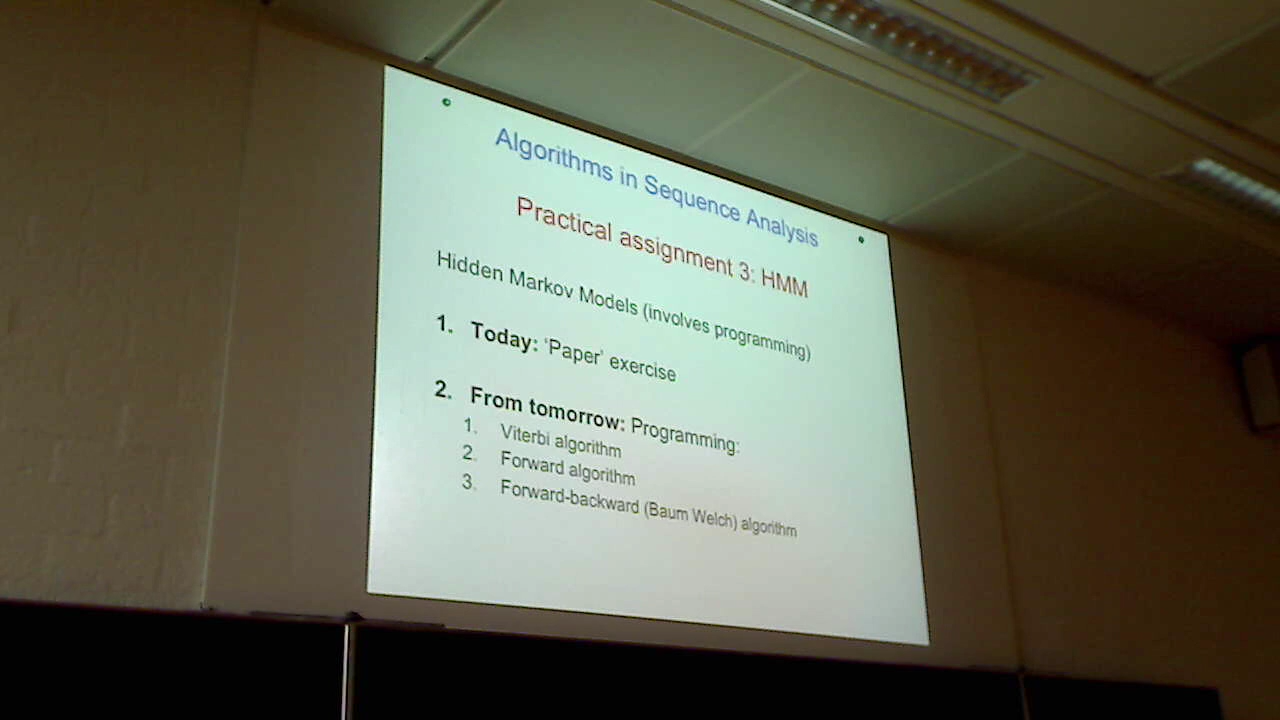 Algorithms in Sequence Analysis
Practical assignment 3: HMM
Hidden Markov Models (involves programming)
1. Today: ‘Paper’ exercise
2. From tomorrow: Programming:
1. Viterbi algorithm
2. Forward algorithm
3. Forward-backward (Baum Welch) algorithm